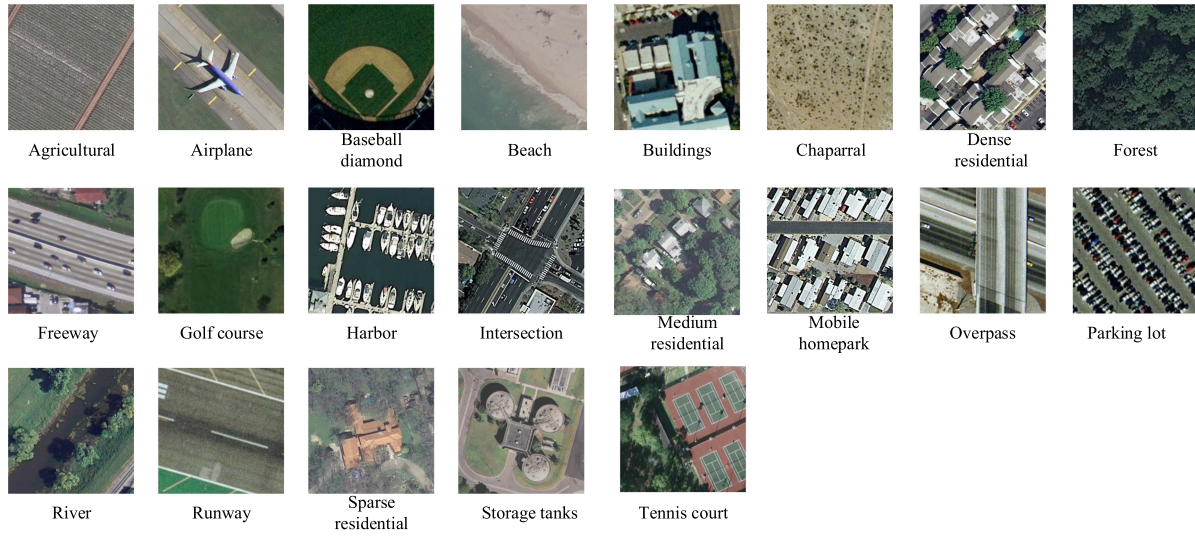 Agricultural
Airplane
Baseball
diamond
Beach
Buildings
Chaparral
Dense
residential
Forest
Freeway
Golf course
Harbor
Intersection
Medium
residential
Mobile
homepark
Overpass
Parking lot
River
Runway
Sparse
residential
Storage tanks
Tennis court